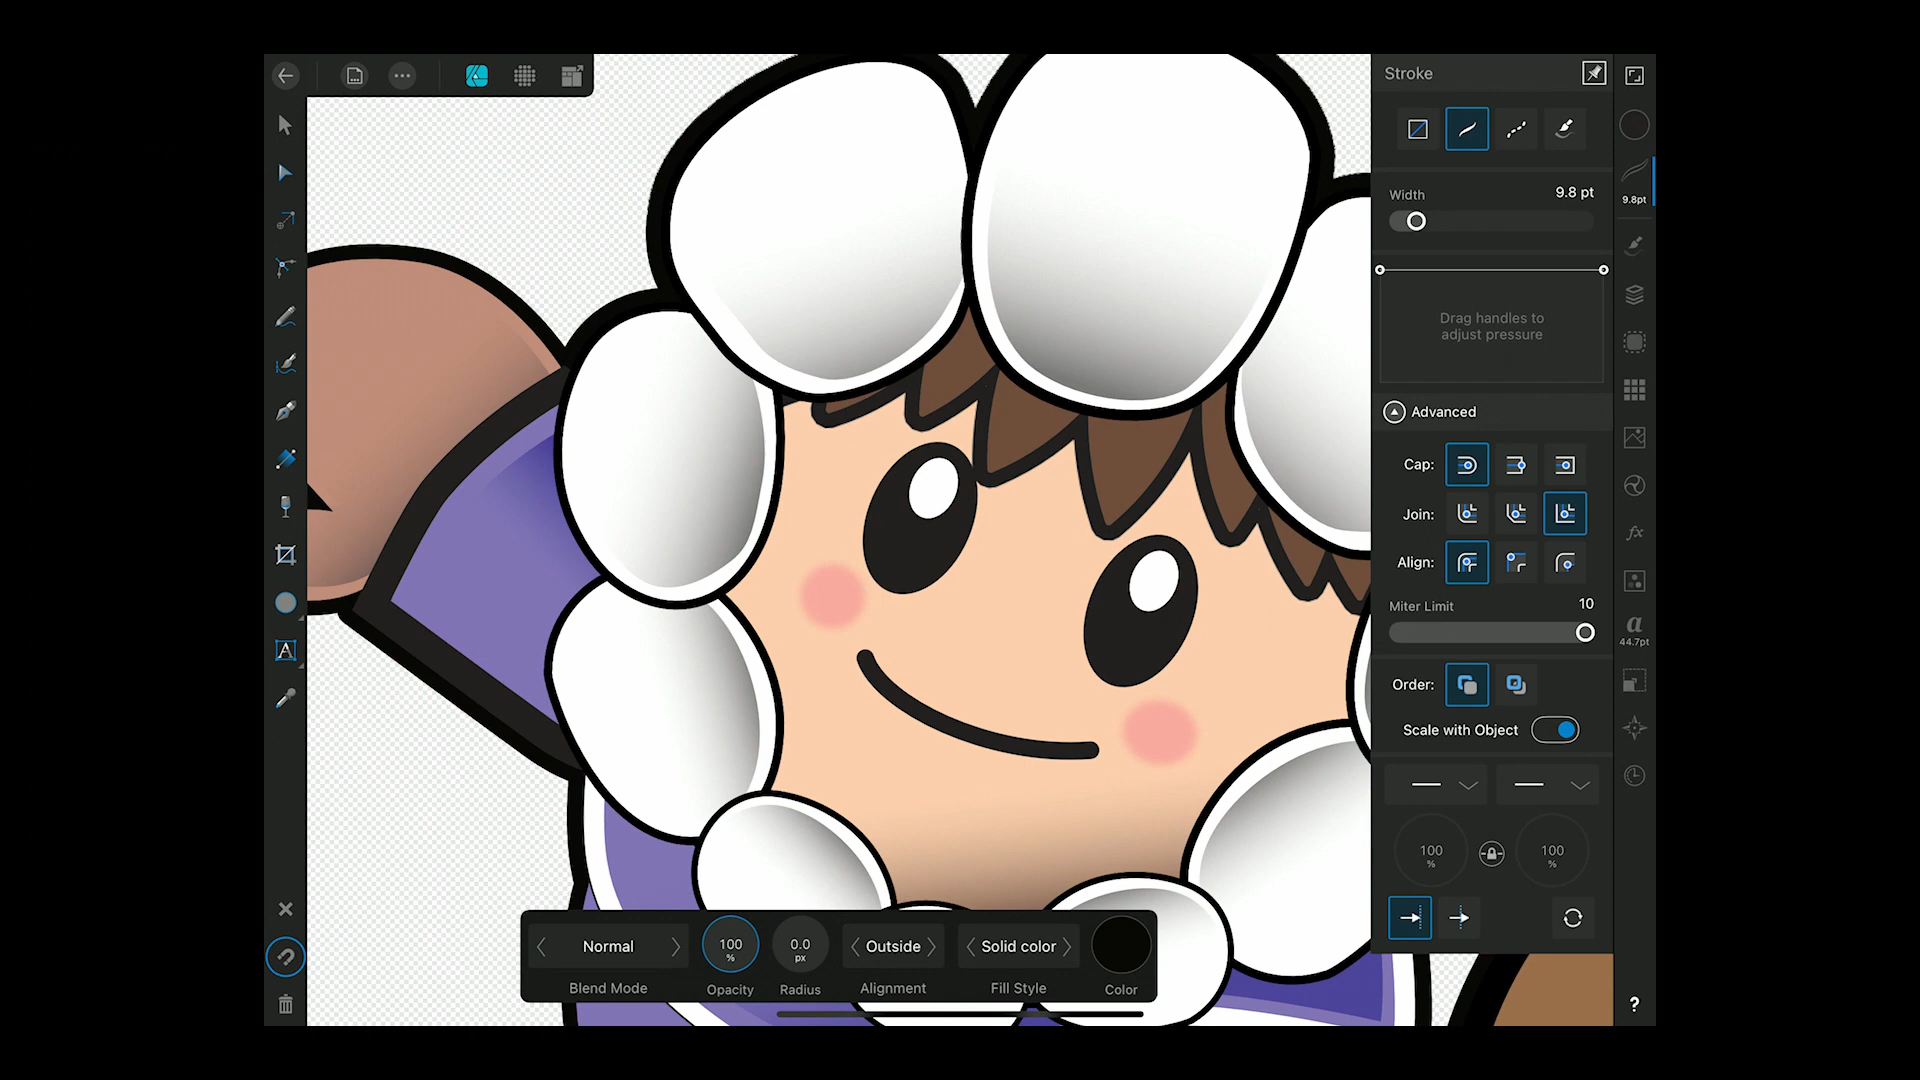 Stroke
Width
9.8 pt
9.8pt
Drag handles to
adjust pressure
Advanced
Cap:
Join:
Align:
Miter Limit
10
fx
a
44.7pt
Order:
Scale with Object
100
%
100
%
A
Normal
Blend Mode
100
%
Opacity
0.0
px
Radius
Outside
Alignment
Solid color
Fill Style
Color
?